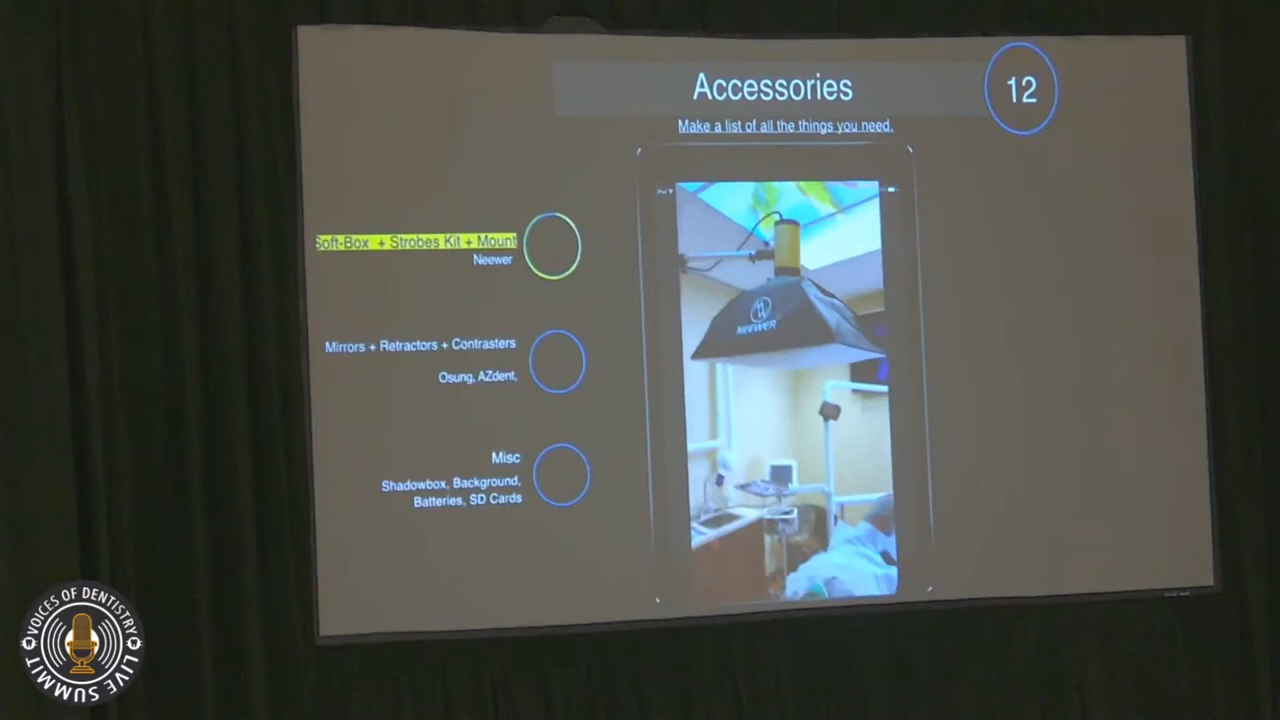 Accessories
12
Make a list of all the things you need.
Soft-Box + Strobes Kit + Mount
Neewer
NEEWER
Mirrors + Retractors + Contrasters
Osung, AZdent,
Misc
Shadowbox, Background,
Batteries, SD Cards
VOICES OF DENTISTRY
LIVE SUMMIT